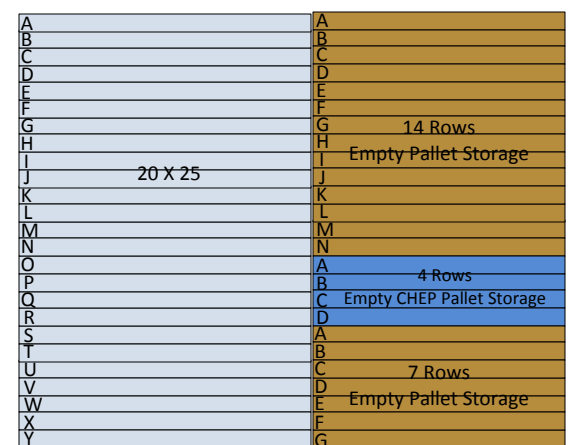 A
B
C
D
E
F
G
H
I
J
K
L
M
N
O
P
Q
R
S
T
U
V
W
X
Y
20 X 25
A
B
C
D
E
F
G
H
I
J
K
L
M
N
14 Rows
Empty Pallet Storage
A
B
C
D
4 Rows
Empty CHEP Pallet Storage
A
B
C
D
E
F
G
7 Rows
Empty Pallet Storage